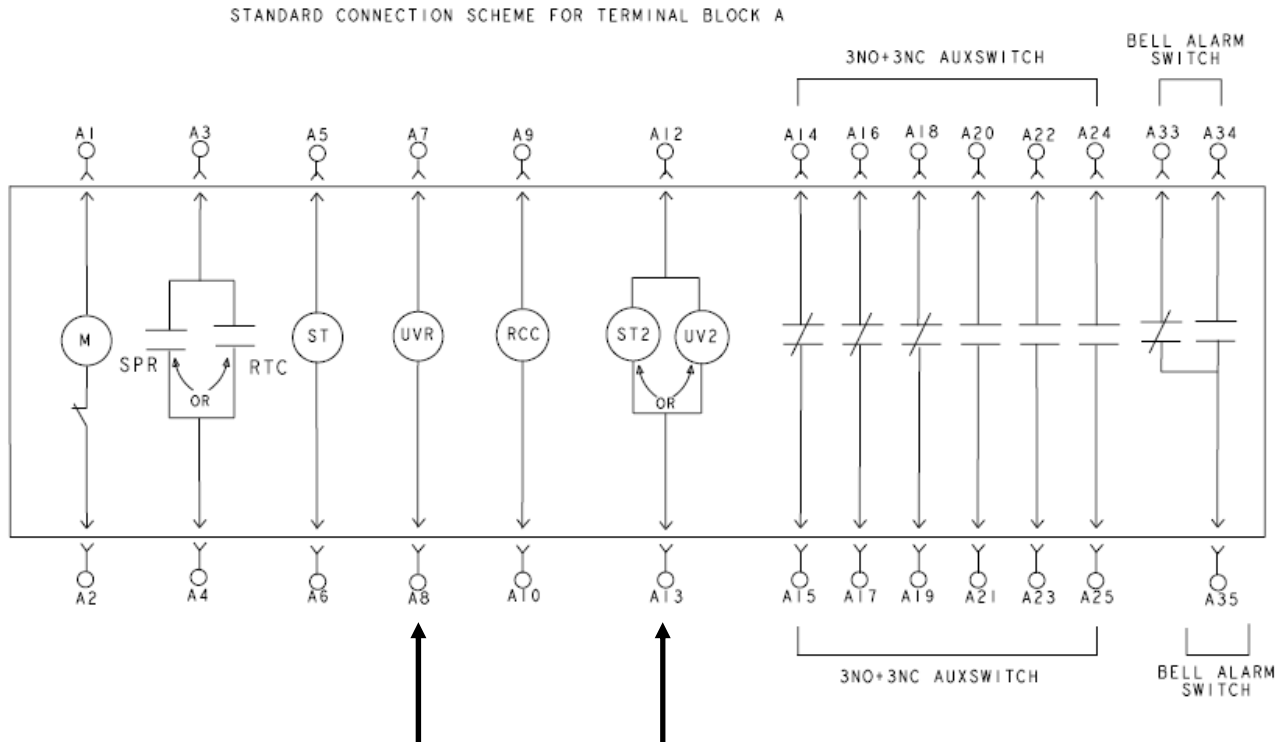 STANDARD CONNECTION SCHEME FOR TERMINAL BLOCK A
3NO+3NC AUXSWITCH
BELL ALARM
SWITCH
A1 A3 A5 A7 A9 A12 A14 A16 A18 A20 A22 A24 A33 A34
M ST UVR RCC ST2 UV2
SPR RTC
OR OR
A2 A4 A6 A8 A10 A13 A15 A17 A19 A21 A23 A25 A35
3NO+3NC AUXSWITCH
BELL ALARM
SWITCH